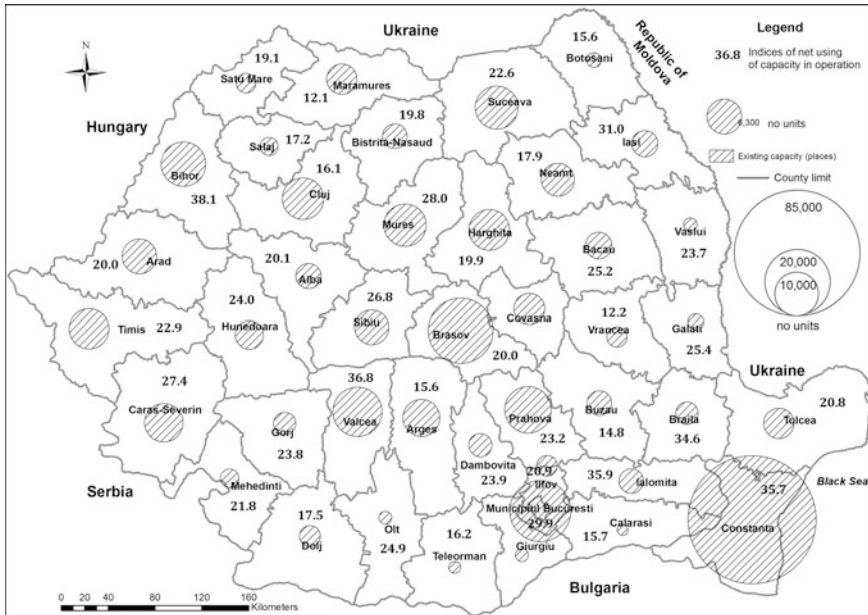 Ukraine
Republic of
Moldova
Legend
36.8 Indices of net using
of capacity in operation
6,300 no units
Existing capacity (places)
County limit
85,000
20,000
10,000
no units
N
15.6
Botosani
19.1
Satu Mare
Maramures
12.1
22.6
Suceava
Hungary
17.2
Salaj
19.8
Bistrita-Nasaud
31.0
Iasi
17.9
Neamt
Bihor
38.1
16.1
Cluj
28.0
Mures
Harghita
19.9
Bacau
25.2
Vaslui
23.7
20.0
Arad
20.1
Alba
24.0
Hunedoara
26.8
Sibiu
Brasov
20.0
Covasna
12.2
Vrancea
Galati
25.4
Timis 22.9
27.4
Caras-Severin
36.8
Valcea
15.6
Arges
Prahova
23.2
Buzau
14.8
Braila
34.6
Ukraine
20.8
Tulcea
Gorj
23.8
Dambovita
23.9
20.9
Ilfov
35.9
Ialomita
35.7
Constanta
Black Sea
Serbia
Mehedinti
21.8
17.5
Dolj
Olt
24.9
16.2
Teleorman
Municipiul Bucuresti
29.9
Giurgiu
15.7
Calarasi
Bulgaria
0 20 40 80 120 160
Kilometers